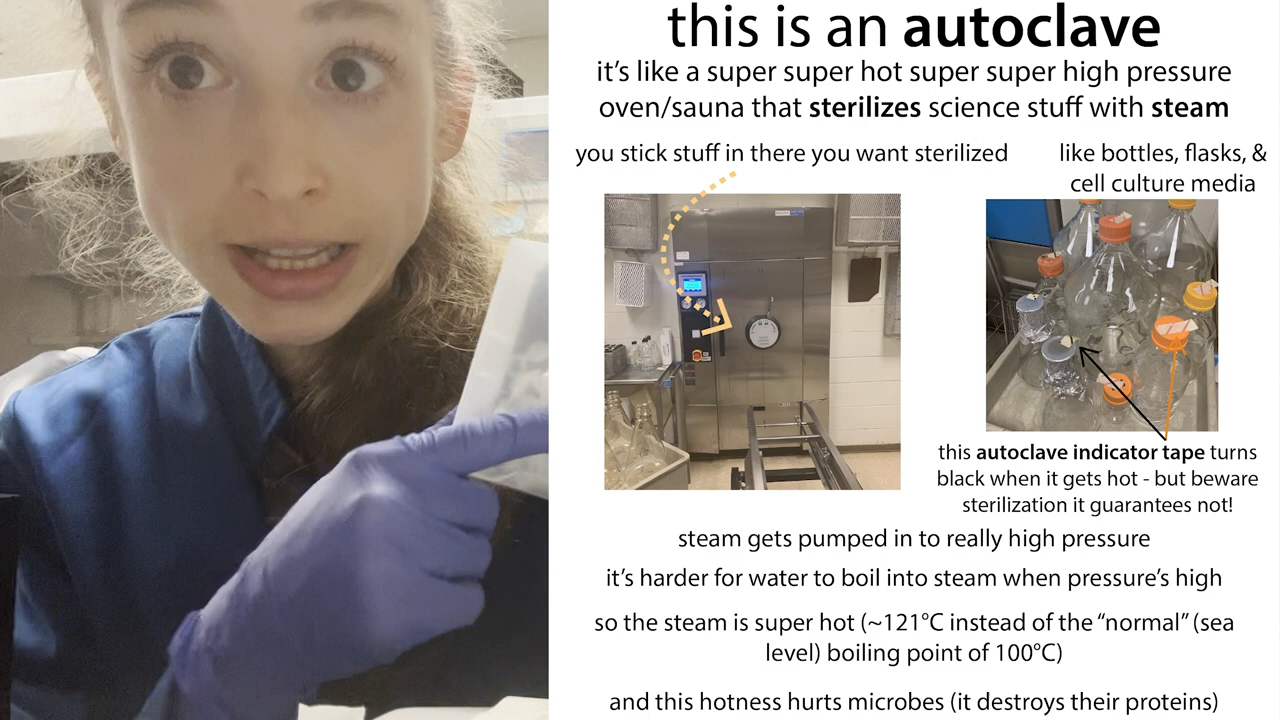 this is an autoclave
it's like a super super hot super super high pressure
oven/sauna that sterilizes science stuff with steam
you stick stuff in there you want sterilized
like bottles, flasks, &
cell culture media
this autoclave indicator tape turns
black when it gets hot - but beware
sterilization it guarantees not!
steam gets pumped in to really high pressure
it's harder for water to boil into steam when pressure's high
so the steam is super hot (~121°C instead of the “normal” (sea
level) boiling point of 100°C)
and this hotness hurts microbes (it destroys their proteins)